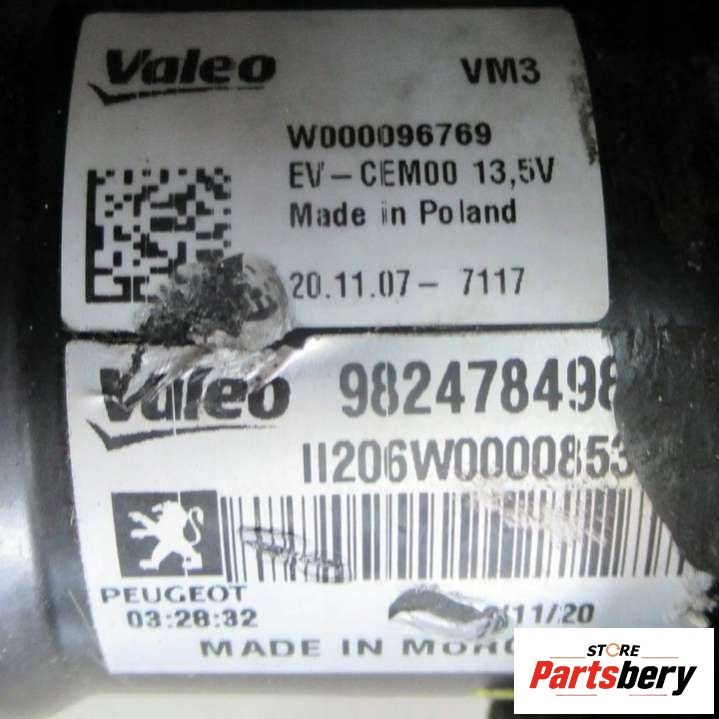 Valeo VM3
W000096769
EV-CEM00 13,5V
Made in Poland
20.11.07- 7117
Valeo 982478498
II206W0000853
PEUGEOT
03:28:32 /11/20
MADE IN
STORE
Partsbery